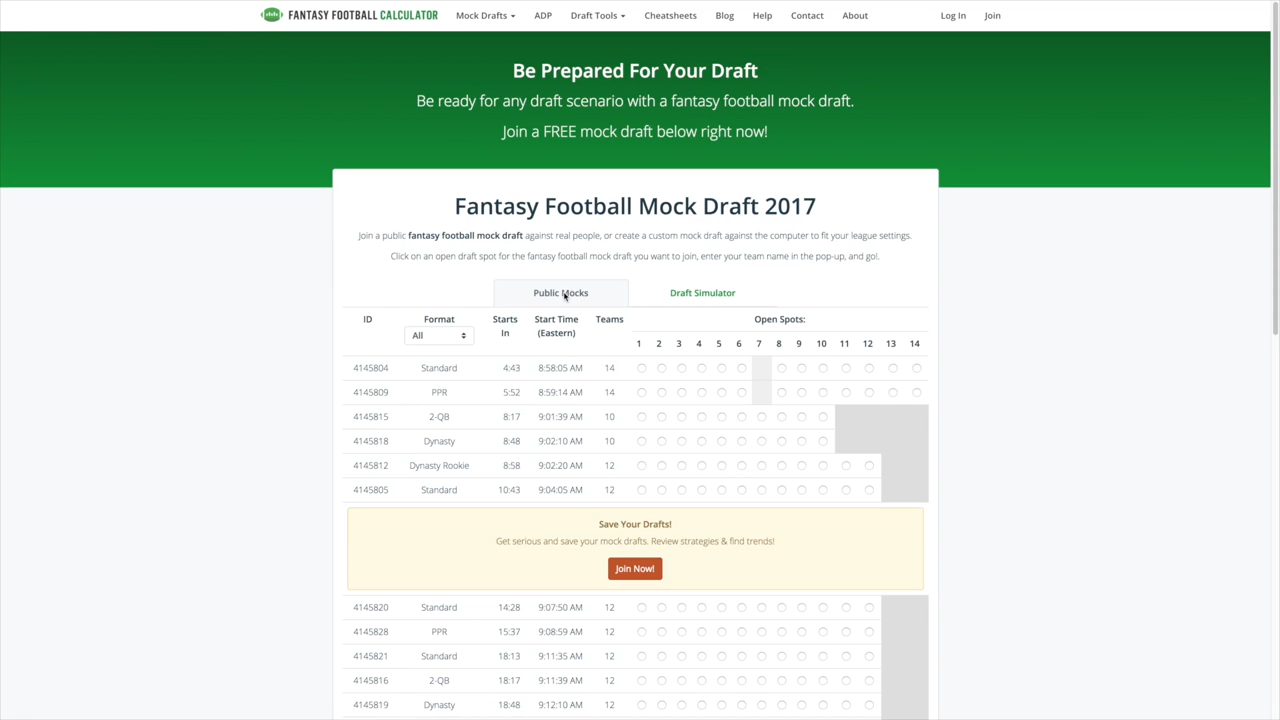 FANTASY FOOTBALL CALCULATOR Mock Drafts ADP Draft Tools Cheatsheets Blog Help Contact About Log In Join
Be Prepared For Your Draft
Be ready for any draft scenario with a fantasy football mock draft.
Join a FREE mock draft below right now!
Fantasy Football Mock Draft 2017
Join a public fantasy football mock draft against real people, or create a custom mock draft against the computer to fit your league settings.
Click on an open draft spot for the fantasy football mock draft you want to join, enter your team name in the pop-up, and go!.
Public Mocks Draft Simulator
ID Format Starts In Start Time (Eastern) Teams Open Spots:
All
1 2 3 4 5 6 7 8 9 10 11 12 13 14
4145804 Standard 4:43 8:58:05 AM 14
4145809 PPR 5:52 8:59:14 AM 14
4145815 2-QB 8:17 9:01:39 AM 10
4145818 Dynasty 8:48 9:02:10 AM 10
4145812 Dynasty Rookie 8:58 9:02:20 AM 12
4145805 Standard 10:43 9:04:05 AM 12
Save Your Drafts!
Get serious and save your mock drafts. Review strategies & find trends!
Join Now!
4145820 Standard 14:28 9:07:50 AM 12
4145828 PPR 15:37 9:08:59 AM 12
4145821 Standard 18:13 9:11:35 AM 12
4145816 2-QB 18:17 9:11:39 AM 12
4145819 Dynasty 18:48 9:12:10 AM 12